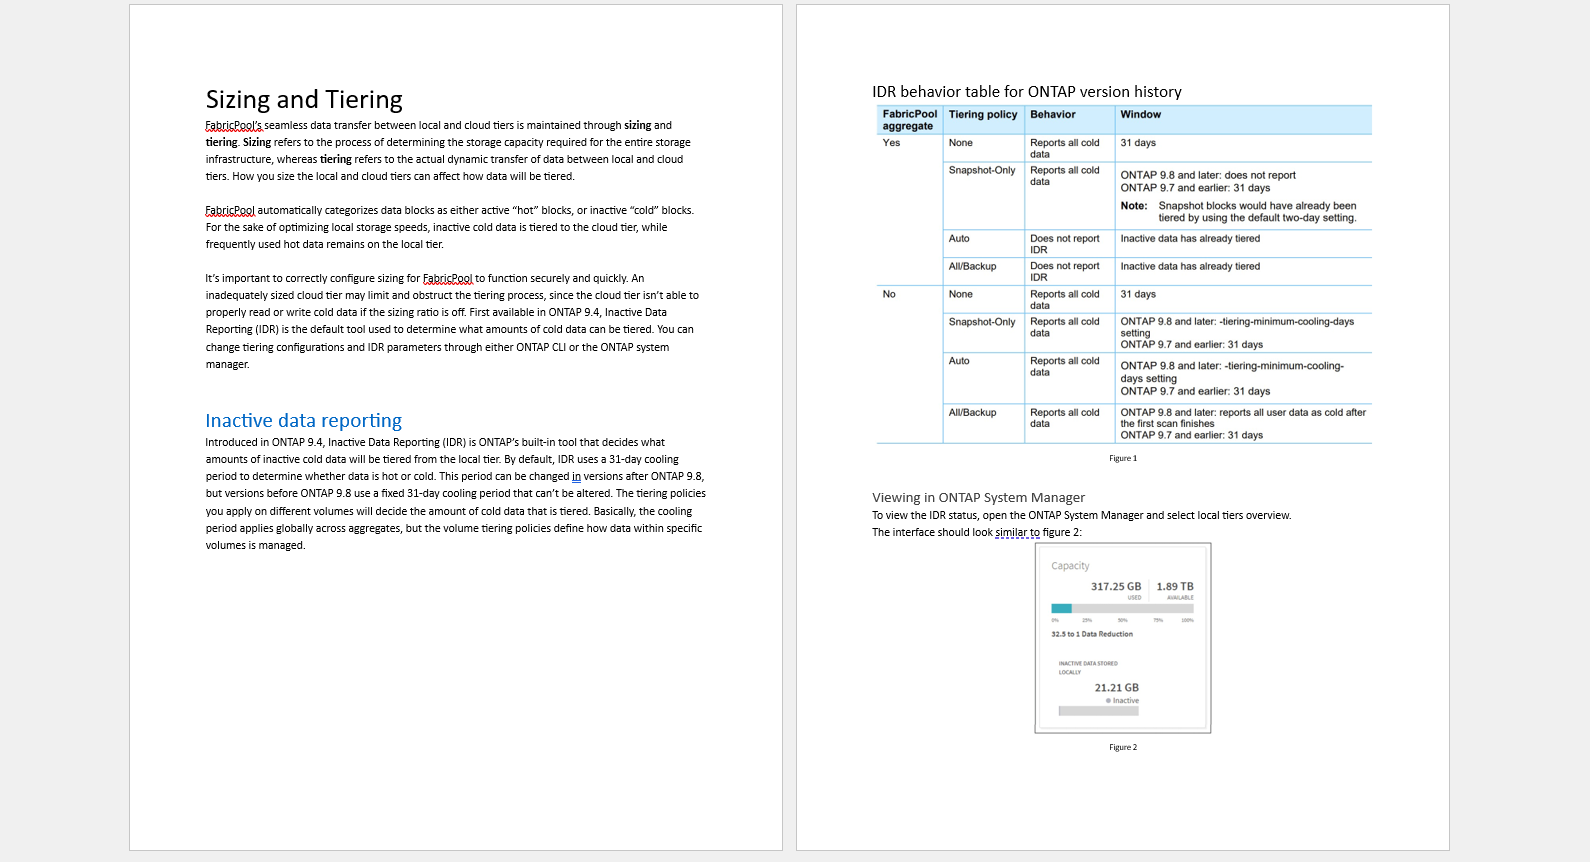 Sizing and Tiering
FabricPool's seamless data transfer between local and cloud tiers is maintained through sizing and
tiering. Sizing refers to the process of determining the storage capacity required for the entire storage
infrastructure, whereas tiering refers to the actual dynamic transfer of data between local and cloud
tiers. How you size the local and cloud tiers can affect how data will be tiered.
FabricPool automatically categorizes data blocks as either active “hot” blocks, or inactive “cold” blocks.
For the sake of optimizing local storage speeds, inactive cold data is tiered to the cloud tier, while
frequently used hot data remains on the local tier.
It's important to correctly configure sizing for FabricPool to function securely and quickly. An
inadequately sized cloud tier may limit and obstruct the tiering process, since the cloud tier isn't able to
properly read or write cold data if the sizing ratio is off. First available in ONTAP 9.4, Inactive Data
Reporting (IDR) is the default tool used to determine what amounts of cold data can be tiered. You can
change tiering configurations and IDR parameters through either ONTAP CLI or the ONTAP system
manager.
Inactive data reporting
Introduced in ONTAP 9.4, Inactive Data Reporting (IDR) is ONTAP's built-in tool that decides what
amounts of inactive cold data will be tiered from the local tier. By default, IDR uses a 31-day cooling
period to determine whether data is hot or cold. This period can be changed in versions after ONTAP 9.8,
but versions before ONTAP 9.8 use a fixed 31-day cooling period that can't be altered. The tiering policies
you apply on different volumes will decide the amount of cold data that is tiered. Basically, the cooling
period applies globally across aggregates, but the volume tiering policies define how data within specific
volumes is managed.
IDR behavior table for ONTAP version history
FabricPool aggregate Tiering policy Behavior Window
Yes None Reports all cold data 31 days
Snapshot-Only Reports all cold data ONTAP 9.8 and later: does not report
ONTAP 9.7 and earlier: 31 days
Note: Snapshot blocks would have already been
tiered by using the default two-day setting.
Auto Does not report IDR Inactive data has already tiered
All/Backup Does not report IDR Inactive data has already tiered
No None Reports all cold data 31 days
Snapshot-Only Reports all cold data ONTAP 9.8 and later: -tiering-minimum-cooling-days
setting
ONTAP 9.7 and earlier: 31 days
Auto Reports all cold data ONTAP 9.8 and later: -tiering-minimum-cooling-
days setting
ONTAP 9.7 and earlier: 31 days
All/Backup Reports all cold data ONTAP 9.8 and later: reports all user data as cold after
the first scan finishes
ONTAP 9.7 and earlier: 31 days
Figure 1
Viewing in ONTAP System Manager
To view the IDR status, open the ONTAP System Manager and select local tiers overview.
The interface should look similar to figure 2:
Capacity
317.25 GB 1.89 TB
USED AVAILABLE
0% 25% 50% 75% 100%
32.5 to 1 Data Reduction
INACTIVE DATA STORED
LOCALLY
21.21 GB
Inactive
Figure 2